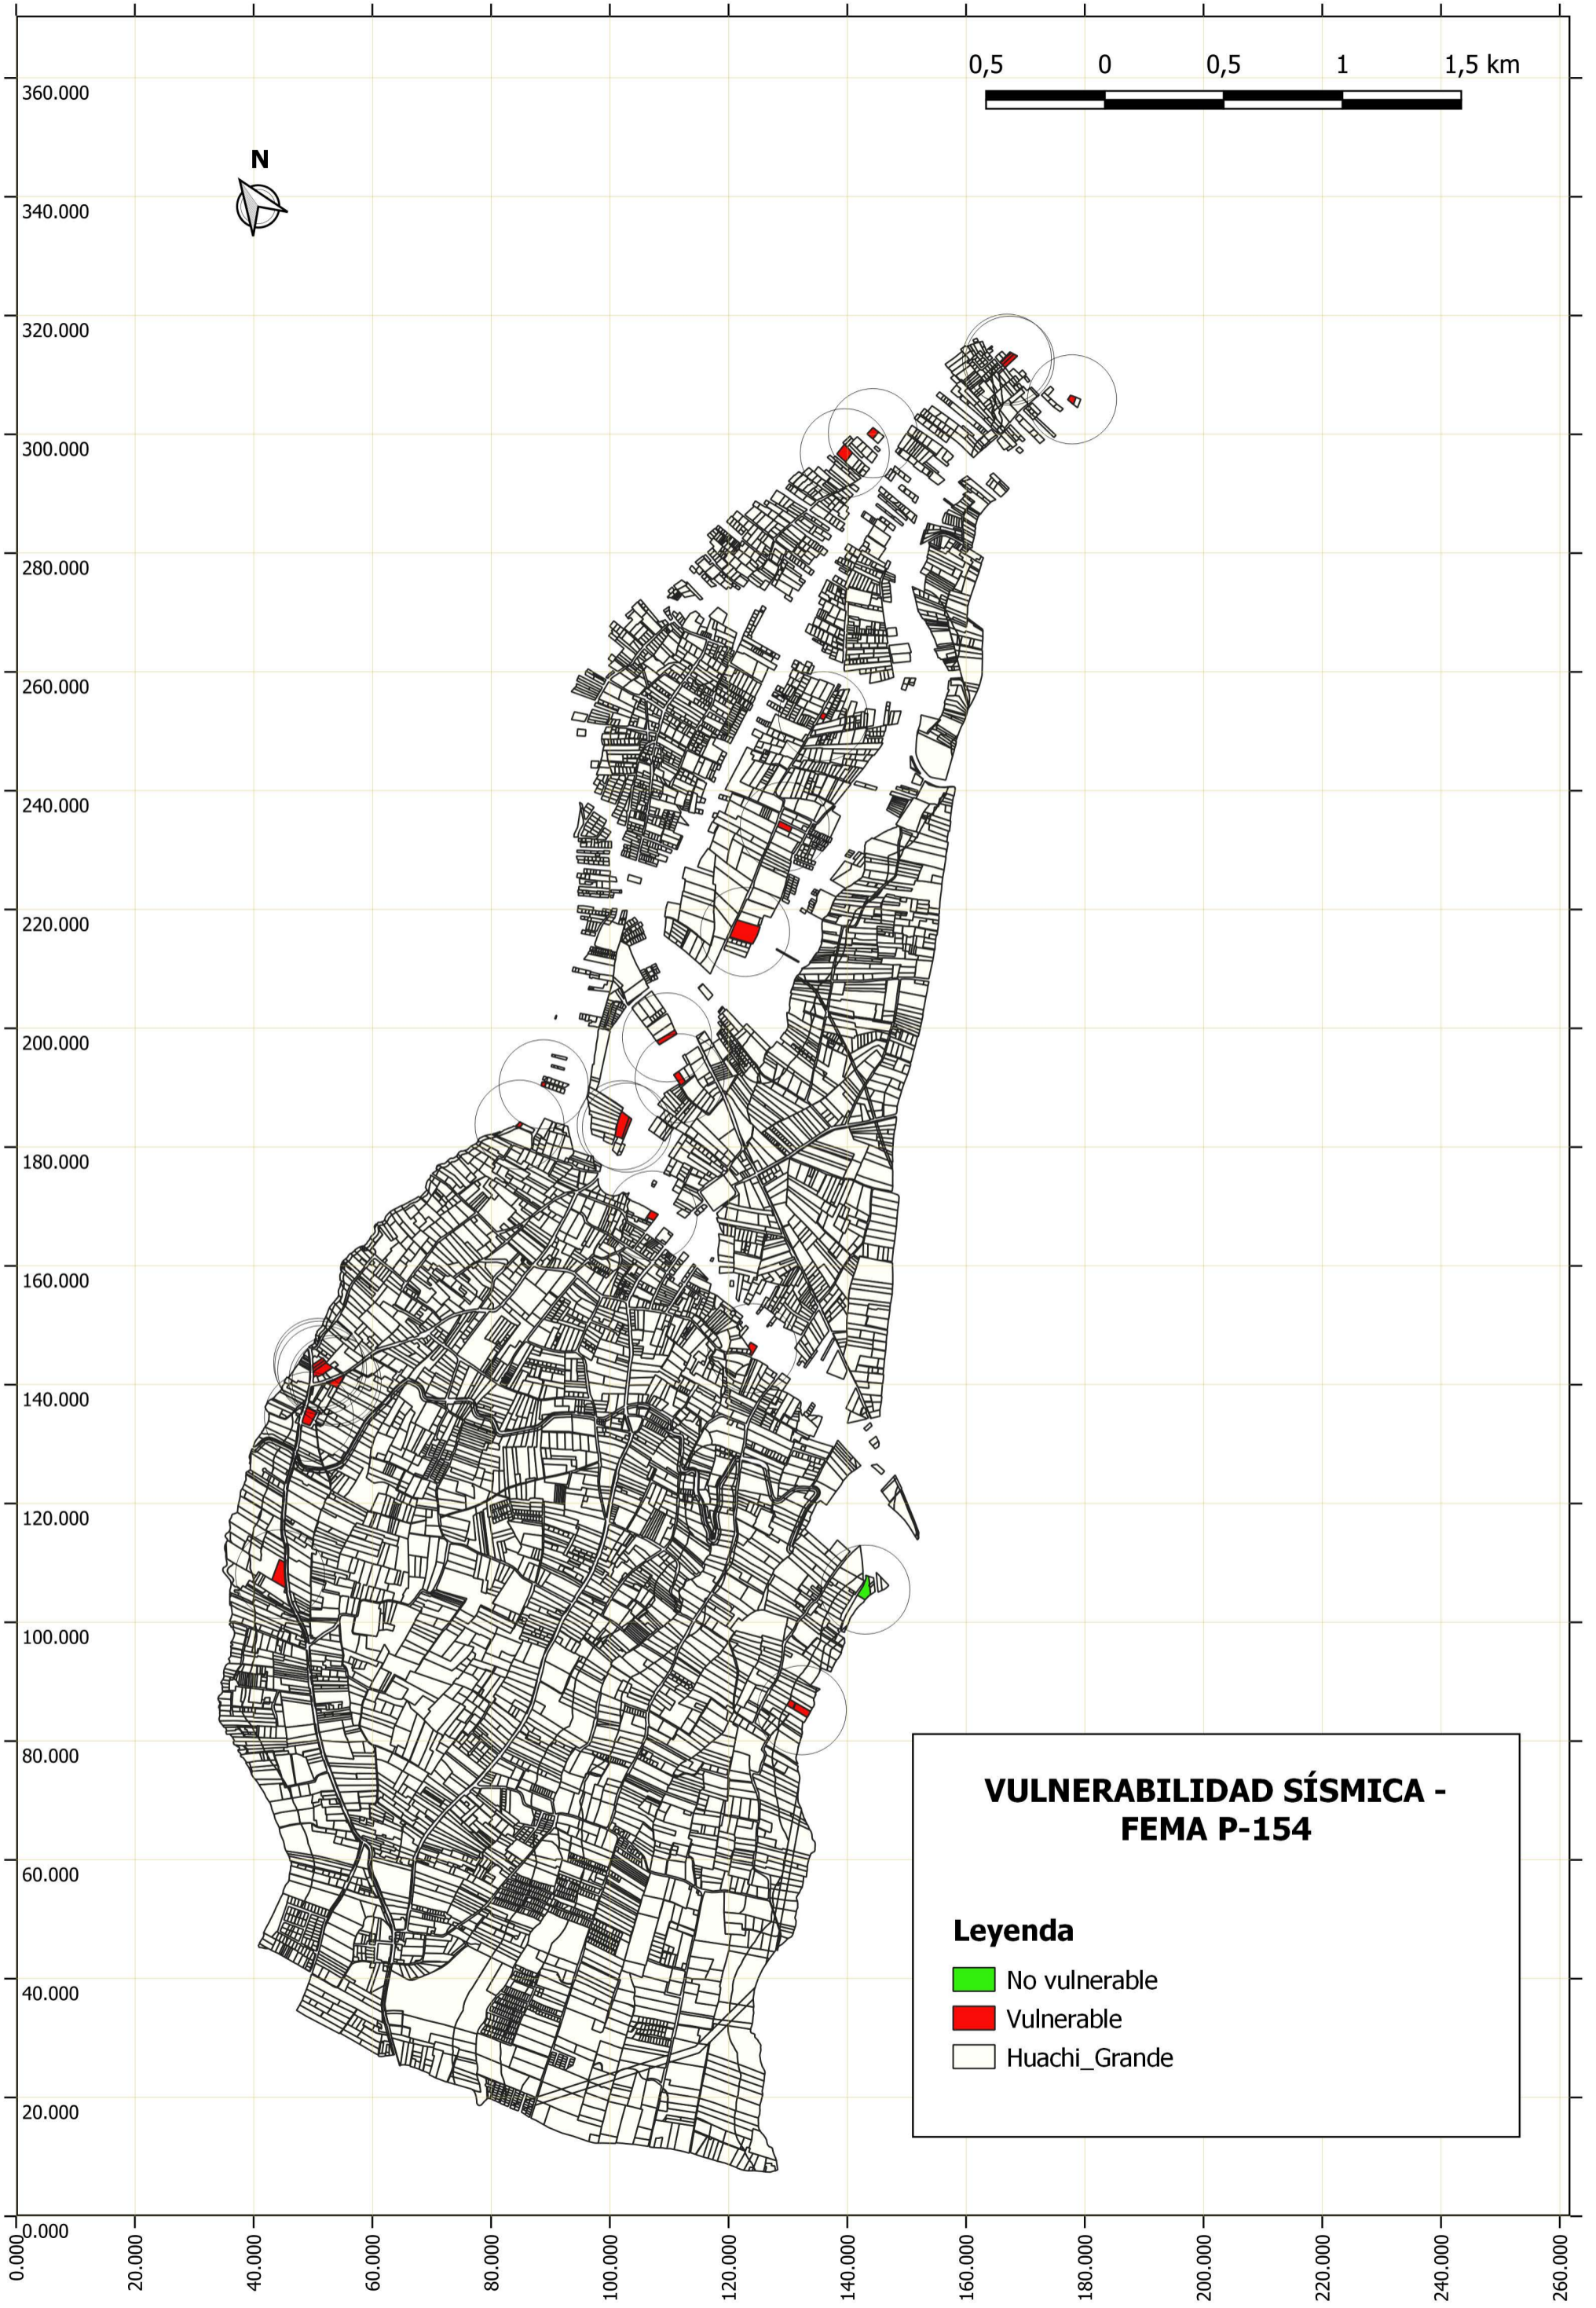 0,5 0 0,5 1 1,5 km
360.000
N
340.000
320.000
300.000
280.000
260.000
240.000
220.000
200.000
180.000
160.000
140.000
120.000
100.000
80.000
VULNERABILIDAD SÍSMICA -
FEMA P-154
60.000
Leyenda
No vulnerable
40.000
Vulnerable
Huachi_Grande
20.000
0.000
0.000 20.000 40.000 60.000 80.000 100.000 120.000 140.000 160.000 180.000 200.000 220.000 240.000 260.000